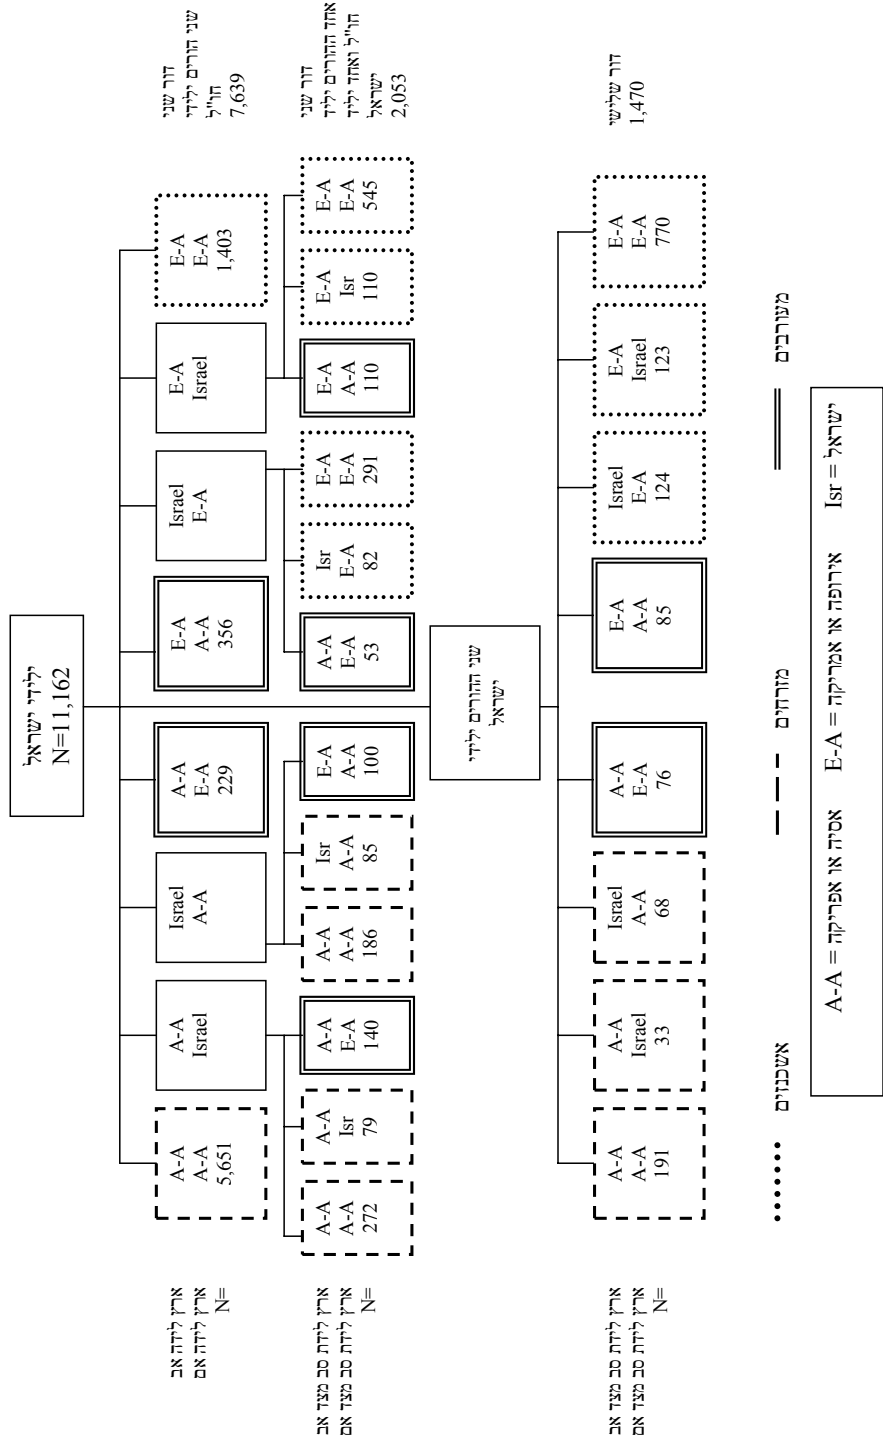 ילידי ישראל
N=11,162
ארץ לידה אב
ארץ לידה אם
N=
A-A
A-A
5,651
A-A
Israel
Israel
A-A
A-A
E-A
229
E-A
A-A
356
Israel
E-A
E-A
Israel
E-A
E-A
1,403
דור שני
שני הורים ילידי
חו"ל
7,639
ארץ לידת סב מצד אב
ארץ לידת סב מצד אם
N=
A-A
A-A
272
A-A
Isr
79
A-A
E-A
140
A-A
A-A
186
Isr
A-A
85
E-A
A-A
100
A-A
E-A
53
Isr
E-A
82
E-A
E-A
291
E-A
A-A
110
E-A
Isr
110
E-A
E-A
545
דור שני
אחד ההורים יליד
חו"ל ואחד יליד
ישראל
2,053
שני ההורים ילידי
ישראל
ארץ לידת סב מצד אב
ארץ לידת סב מצד אם
N=
A-A
A-A
191
A-A
Israel
33
Israel
A-A
68
A-A
E-A
76
E-A
A-A
85
Israel
E-A
124
E-A
Israel
123
E-A
E-A
770
דור שלישי
1,470
אשכנזים
מזרחים
מעורבים
A-A = אסיה או אפריקה E-A = אירופה או אמריקה Isr = ישראל